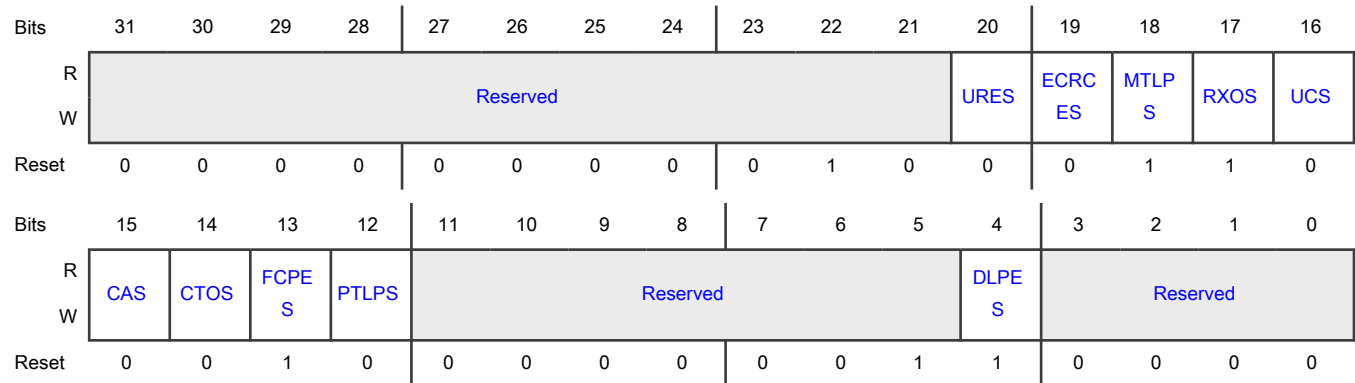 Bits 31 30 29 28 27 26 25 24 23 22 21 20 19 18 17 16
R
W
Reserved
URES
ECRC
ES
MTLP
S
RXOS
UCS
Reset 0 0 0 0 0 0 0 0 0 1 0 0 0 1 1 0
Bits 15 14 13 12 11 10 9 8 7 6 5 4 3 2 1 0
R
W
CAS
CTOS
FCPE
S
PTLPS
Reserved
DLPE
S
Reserved
Reset 0 0 1 0 0 0 0 0 0 0 1 1 0 0 0 0